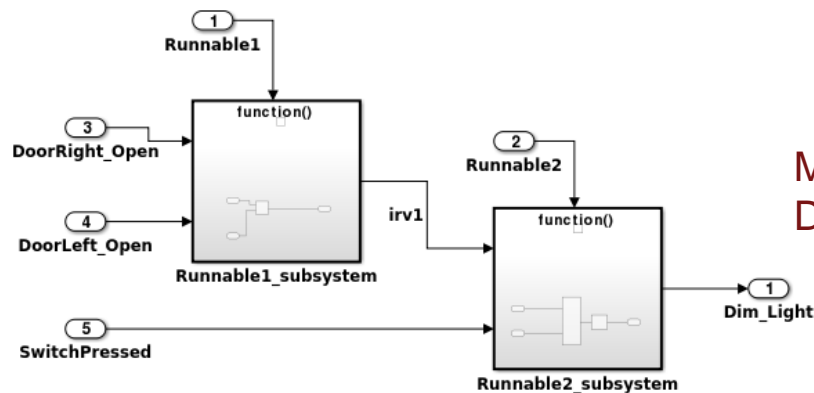 1
Runnable1
function()
3
DoorRight_Open
4
DoorLeft_Open
Runnable1_subsystem
irv1
2
Runnable2
function()
5
SwitchPressed
Runnable2_subsystem
1
Dim_Light
M
D